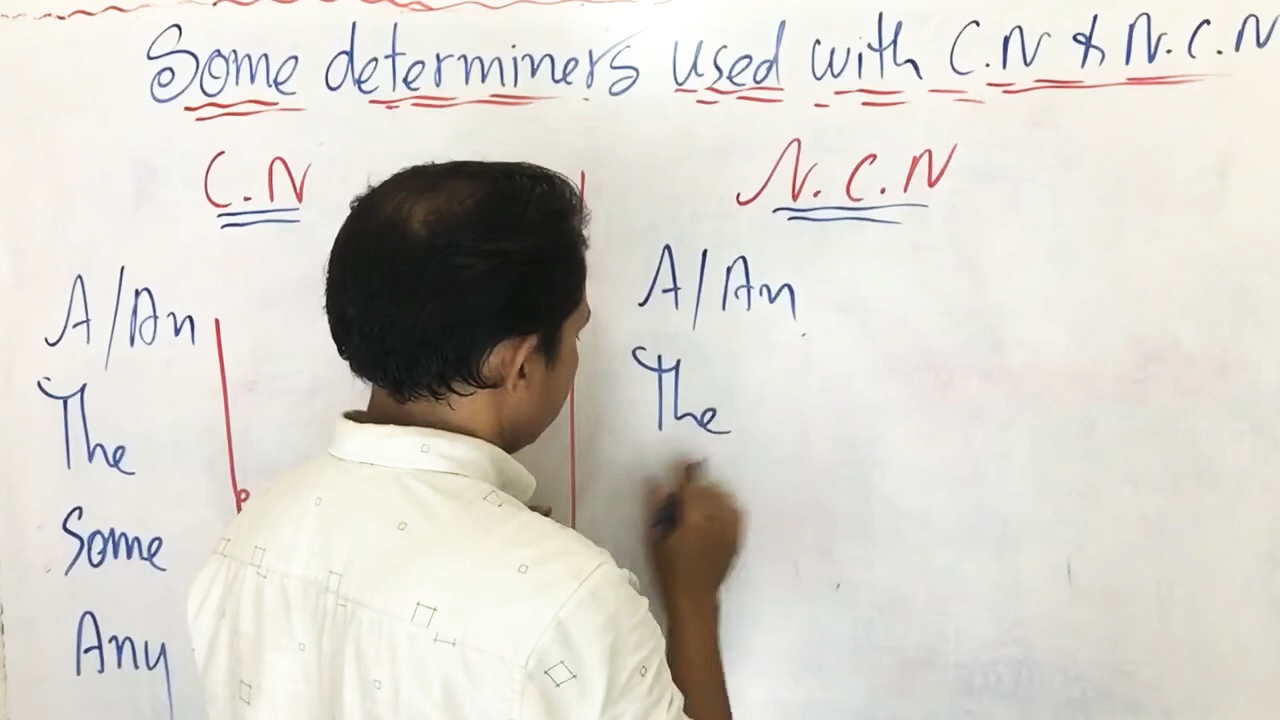 Some determiners used with C.N & N.C.N
C.N
A/An
The
Some
Any
N.C.N
A/An
The